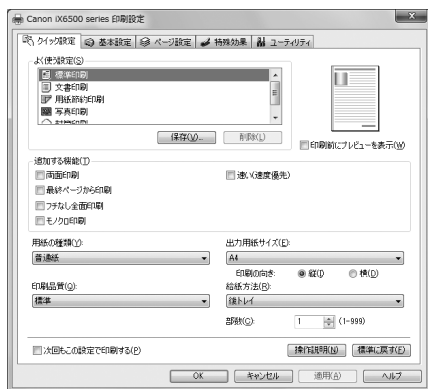 Canon iX6500 series 印刷設定
クイック設定 基本設定 ページ設定 特殊効果 ユーティリティ
よく使う設定(S)
標準印刷
文書印刷
用紙節約印刷
写真印刷
封筒印刷
保存(V)... 削除(L)
印刷前にプレビューを表示(W)
追加する機能(T)
両面印刷 速い(速度優先)
最終ページから印刷
フチなし全面印刷
モノクロ印刷
用紙の種類(Y): 出力用紙サイズ(E):
普通紙 A4
印刷の向き: 縦(I) 横(D)
印刷品質(Q): 給紙方法(R):
標準 後トレイ
部数(C): 1 (1-999)
次回もこの設定で印刷する(P) 操作説明(N) 標準に戻す(F)
OK キャンセル 適用(A) ヘルプ